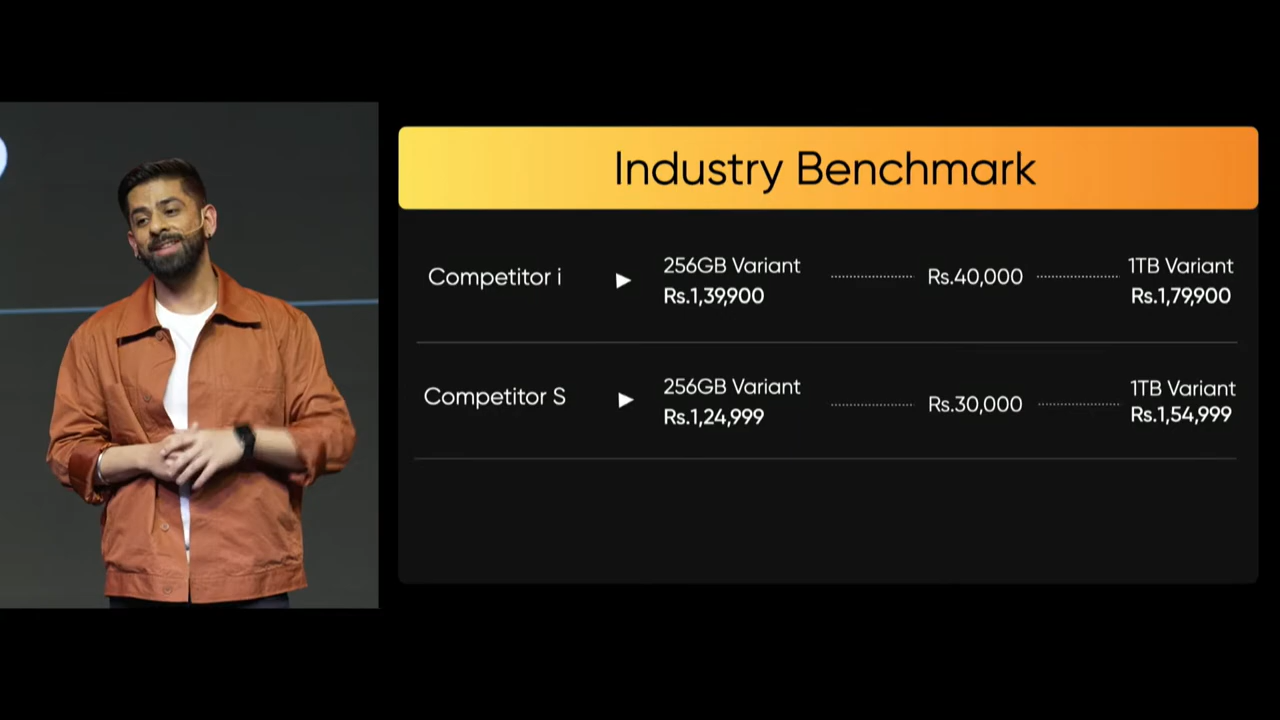 Industry Benchmark
Competitor i
256GB Variant
Rs.1,39,900
Rs.40,000
1TB Variant
Rs.1,79,900
Competitor S
256GB Variant
Rs.1,24,999
Rs.30,000
1TB Variant
Rs.1,54,999